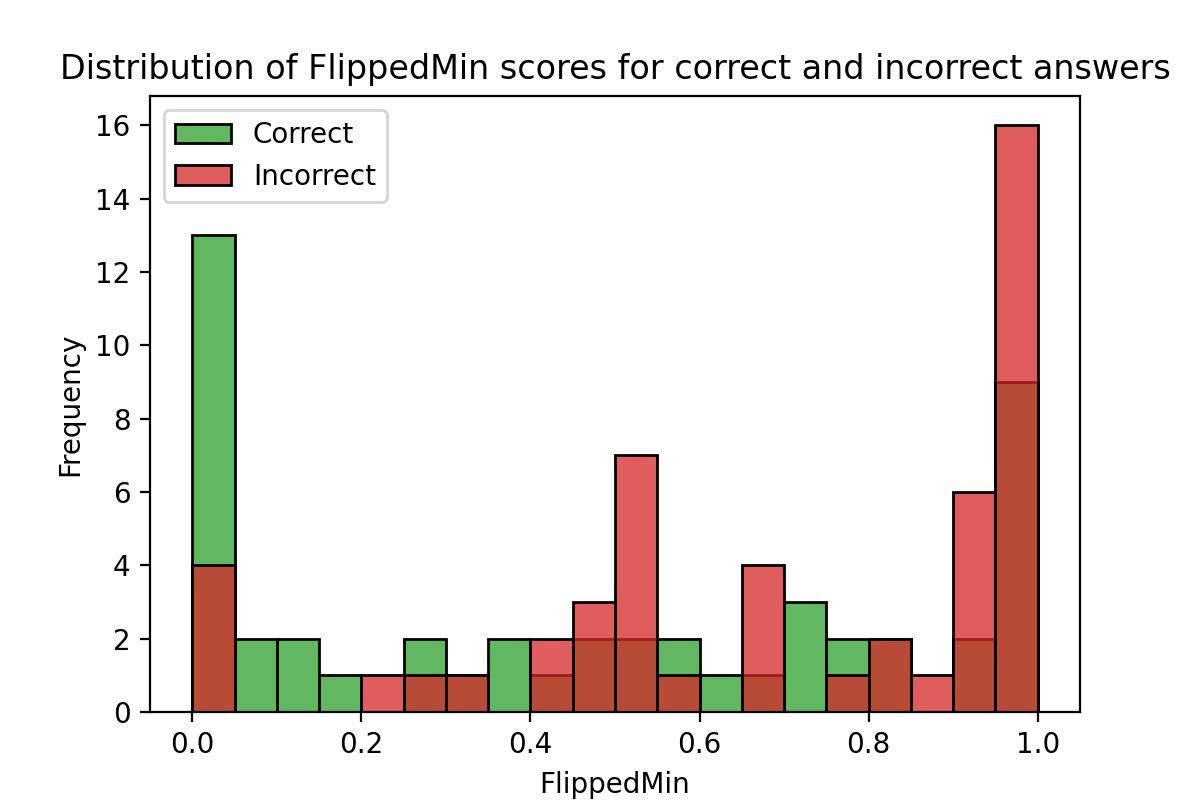 Distribution of FlippedMin scores for correct and incorrect answers
Correct
Incorrect
Frequency
16
14
12
10
8
6
4
2
0
0.0 0.2 0.4 0.6 0.8 1.0
FlippedMin